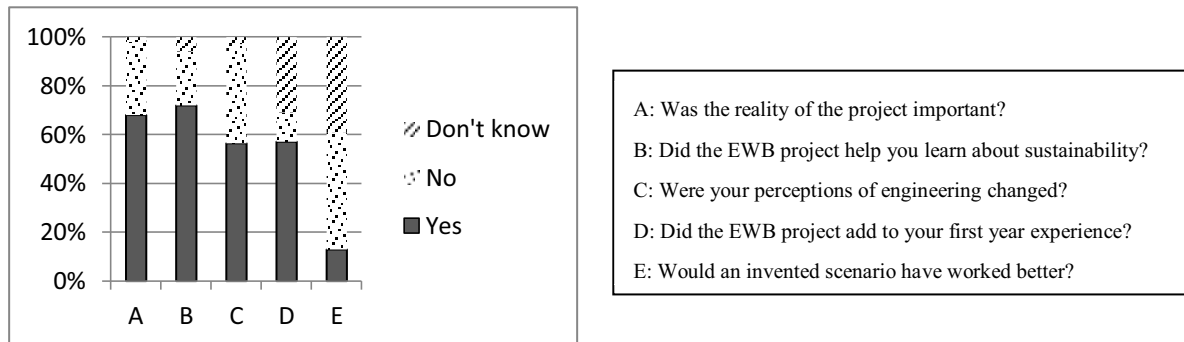 100%
80%
60%
40%
20%
0%
A B C D E
Don't know
No
Yes
A: Was the reality of the project important?
B: Did the EWB project help you learn about sustainability?
C: Were your perceptions of engineering changed?
D: Did the EWB project add to your first year experience?
E: Would an invented scenario have worked better?